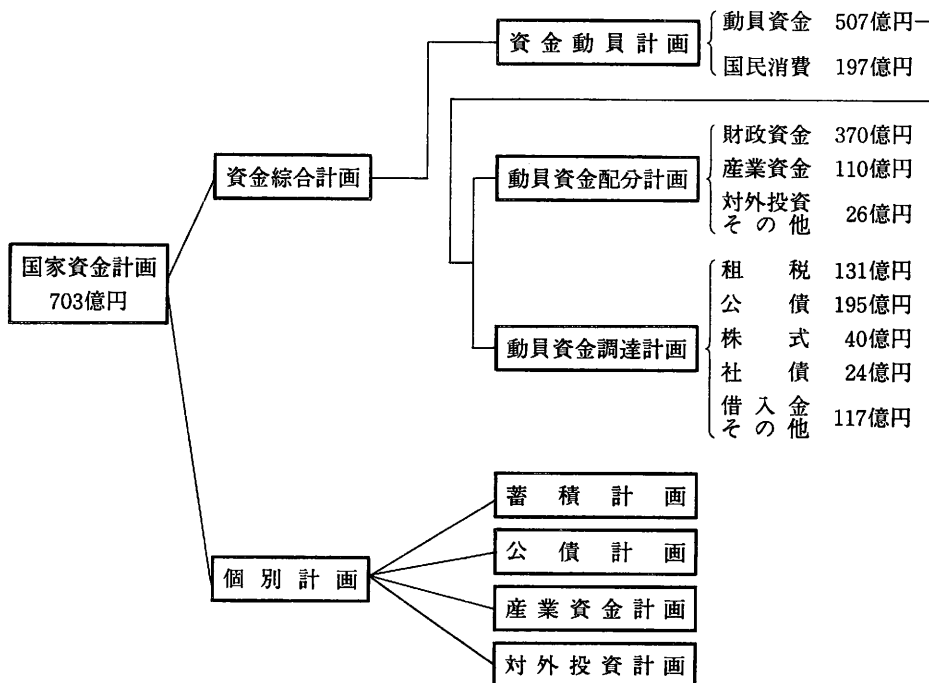 資金動員計画
動員資金 507億円
国民消費 197億円
資金綜合計画
動員資金配分計画
財政資金 370億円
産業資金 110億円
対外投資
その他 26億円
国家資金計画
703億円
動員資金調達計画
租税 131億円
公債 195億円
株式 40億円
社債 24億円
借入金
その他 117億円
個別計画
蓄積計画
公債計画
産業資金計画
対外投資計画